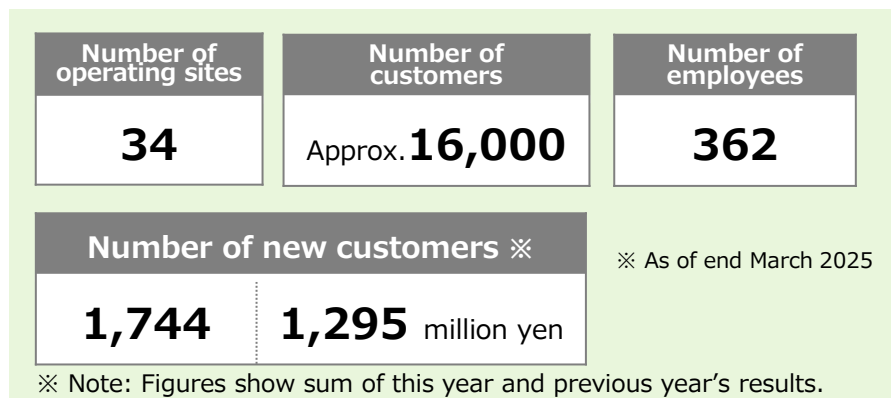 Number of
operating sites
34
Number of
customers
Approx.16,000
Number of
employees
362
Number of new customers ※
1,744
1,295 million yen
※ As of end March 2025
※ Note: Figures show sum of this year and previous year’s results.